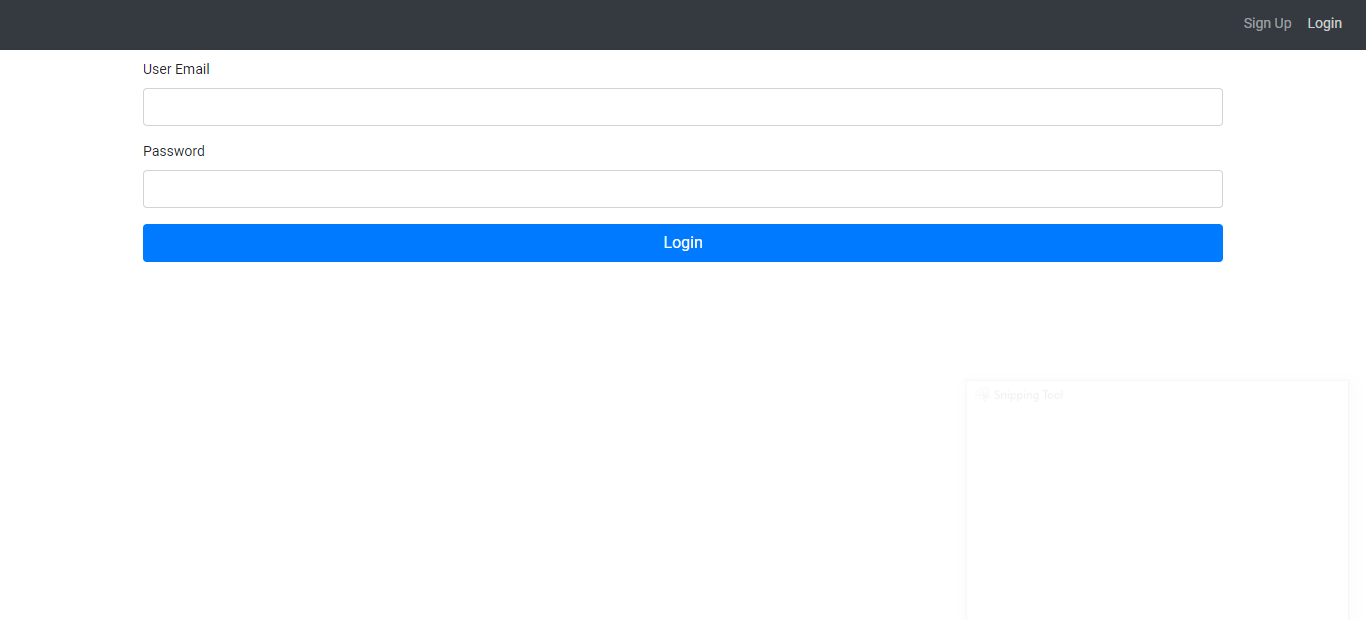 Sign Up Login
User Email
Password
Login
Snipping Tool